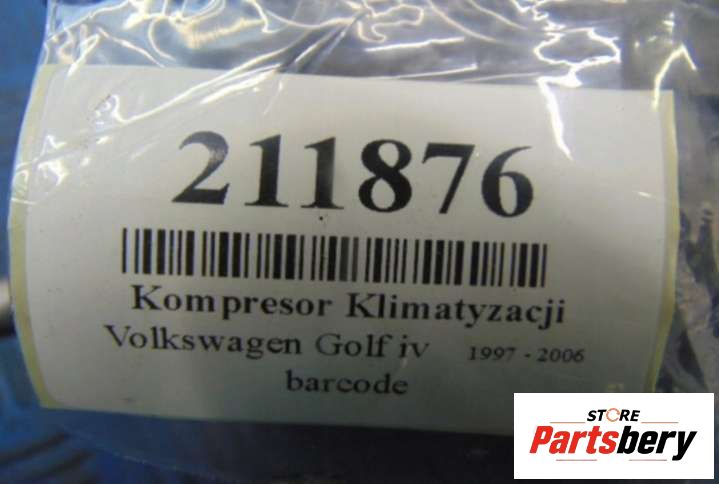 211876
Kompresor Klimatyzacji
Volkswagen Golf iv 1997 - 2006
barcode
STORE
Partsbery